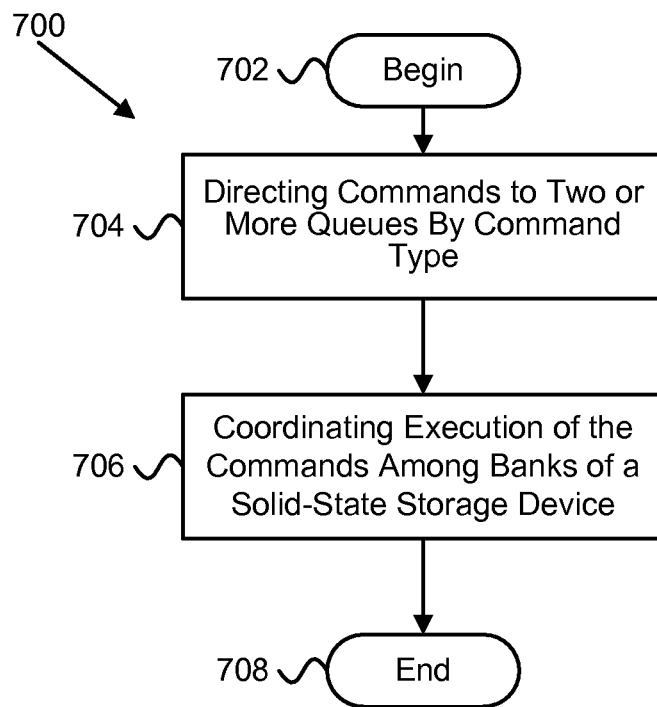 700
702
Begin
704
Directing Commands to Two or
More Queues By Command
Type
706
Coordinating Execution of the
Commands Among Banks of a
Solid-State Storage Device
708
End